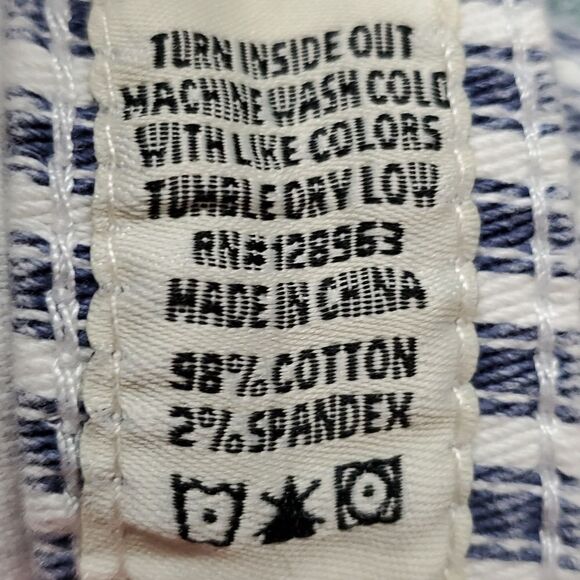 TURN INSIDE OUT
MACHINE WASH COLD
WITH LIKE COLORS
TUMBLE DRY LOW
RN#128963
MADE IN CHINA
98% COTTON
2% SPANDEX